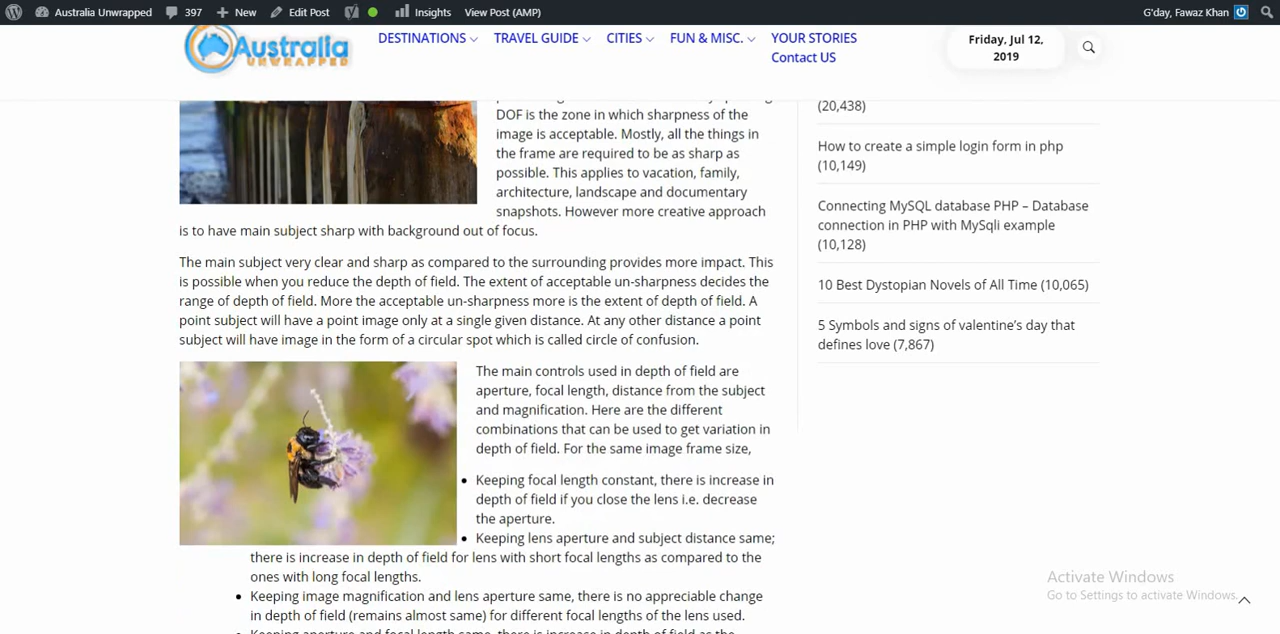 Australia Unwrapped
397
New
Edit Post
Insights
View Post (AMP)
G'day, Fawaz Khan
Australia
UNWRAPPED
DESTINATIONS
TRAVEL GUIDE
CITIES
FUN & MISC.
YOUR STORIES
Contact US
Friday, Jul 12,
2019
DOF is the zone in which sharpness of the
image is acceptable. Mostly, all the things in
the frame are required to be as sharp as
possible. This applies to vacation, family,
architecture, landscape and documentary
snapshots. However more creative approach
is to have main subject sharp with background out of focus.
The main subject very clear and sharp as compared to the surrounding provides more impact. This
is possible when you reduce the depth of field. The extent of acceptable un-sharpness decides the
range of depth of field. More the acceptable un-sharpness more is the extent of depth of field. A
point subject will have a point image only at a single given distance. At any other distance a point
subject will have image in the form of a circular spot which is called circle of confusion.
The main controls used in depth of field are
aperture, focal length, distance from the subject
and magnification. Here are the different
combinations that can be used to get variation in
depth of field. For the same image frame size,
• Keeping focal length constant, there is increase in
depth of field if you close the lens i.e. decrease
the aperture.
• Keeping lens aperture and subject distance same;
there is increase in depth of field for lens with short focal lengths as compared to the
ones with long focal lengths.
• Keeping image magnification and lens aperture same, there is no appreciable change
in depth of field (remains almost same) for different focal lengths of the lens used.
• Keeping aperture and focal length same, there is increase in depth of field as the
(20,438)
How to create a simple login form in php
(10,149)
Connecting MySQL database PHP – Database
connection in PHP with MySqli example
(10,128)
10 Best Dystopian Novels of All Time (10,065)
5 Symbols and signs of valentine's day that
defines love (7,867)
Activate Windows
Go to Settings to activate Windows.